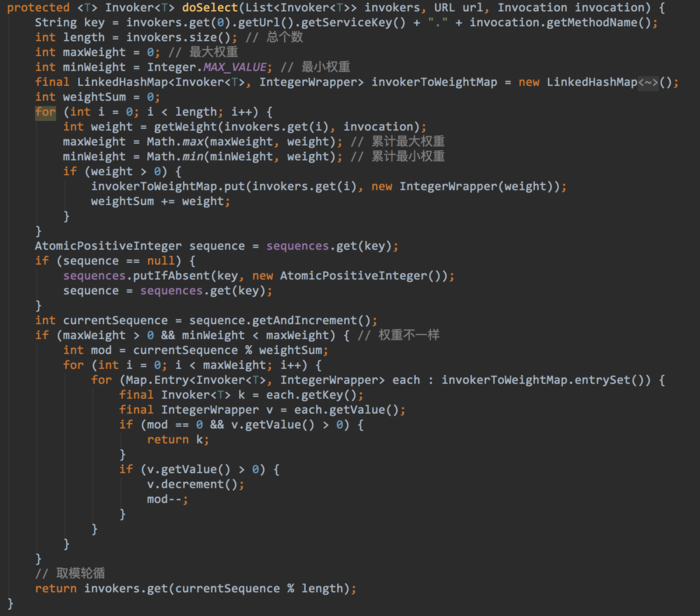 protected <T> Invoker<T> doSelect(List<Invoker<T>> invokers, URL url, Invocation invocation) {
    String key = invokers.get(0).getUrl().getServiceKey() + "." + invocation.getMethodName();
    int length = invokers.size(); // 总个数
    int maxWeight = 0; // 最大权重
    int minWeight = Integer.MAX_VALUE; // 最小权重
    final LinkedHashMap<Invoker<T>, IntegerWrapper> invokerToWeightMap = new LinkedHashMap<~>();
    int weightSum = 0;
    for (int i = 0; i < length; i++) {
        int weight = getWeight(invokers.get(i), invocation);
        maxWeight = Math.max(maxWeight, weight); // 累计最大权重
        minWeight = Math.min(minWeight, weight); // 累计最小权重
        if (weight > 0) {
            invokerToWeightMap.put(invokers.get(i), new IntegerWrapper(weight));
            weightSum += weight;
        }
    }
    AtomicPositiveInteger sequence = sequences.get(key);
    if (sequence == null) {
        sequences.putIfAbsent(key, new AtomicPositiveInteger());
        sequence = sequences.get(key);
    }
    int currentSequence = sequence.getAndIncrement();
    if (maxWeight > 0 && minWeight < maxWeight) { // 权重不一样
        int mod = currentSequence % weightSum;
        for (int i = 0; i < maxWeight; i++) {
            for (Map.Entry<Invoker<T>, IntegerWrapper> each : invokerToWeightMap.entrySet()) {
                final Invoker<T> k = each.getKey();
                final IntegerWrapper v = each.getValue();
                if (mod == 0 && v.getValue() > 0) {
                    return k;
                }
                if (v.getValue() > 0) {
                    v.decrement();
                    mod--;
                }
            }
        }
    }
    // 取模轮循
    return invokers.get(currentSequence % length);
}